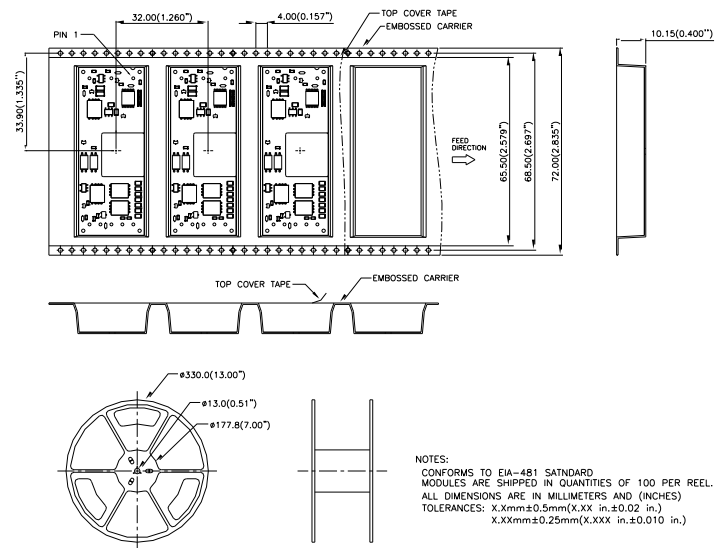 32.00(1.260")
4.00(0.157")
TOP COVER TAPE
EMBOSSED CARRIER
10.15(0.400'')
PIN 1
33.90(1.335")
FEED
DIRECTION
65.50(2.579")
68.50(2.697")
72.00(2.835")
TOP COVER TAPE
EMBOSSED CARRIER
ø330.0(13.00")
ø13.0(0.51")
ø177.8(7.00")
NOTES:
CONFORMS TO EIA-481 SATNDARD
MODULES ARE SHIPPED IN QUANTITIES OF 100 PER REEL.
ALL DIMENSIONS ARE IN MILLIMETERS AND (INCHES)
TOLERANCES: X.Xmm±0.5mm(X.XX in.±0.02 in.)
X.XXmm±0.25mm(X.XXX in.±0.010 in.)